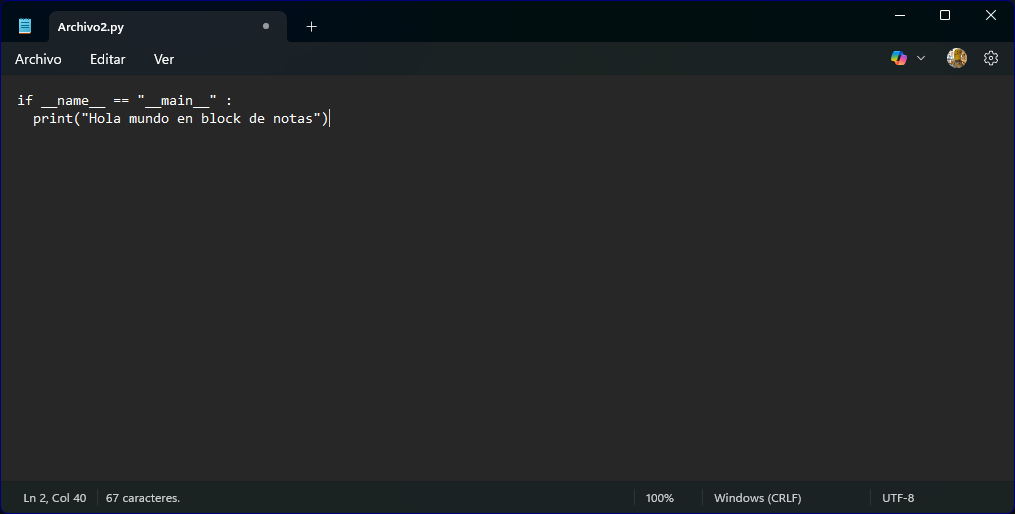 Archivo2.py
Archivo Editar Ver
if __name__ == "__main__" :
  print("Hola mundo en block de notas")
Ln 2, Col 40 67 caracteres. 100% Windows (CRLF) UTF-8